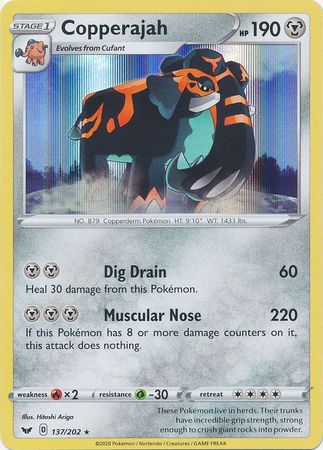 STAGE 1
Copperajah
HP 190
Evolves from Cufant
NO. 879 Copperderm Pokémon HT: 9'10" WT: 1433 lbs.
Dig Drain 60
Heal 30 damage from this Pokémon.
Muscular Nose 220
If this Pokémon has 8 or more damage counters on it,
this attack does nothing.
weakness ×2 resistance -30 retreat
Illus. Hitoshi Ariga
These Pokémon live in herds. Their trunks
have incredible grip strength, strong
enough to crush giant rocks into powder.
D 137/202 ★
©2020 Pokémon / Nintendo / Creatures / GAME FREAK